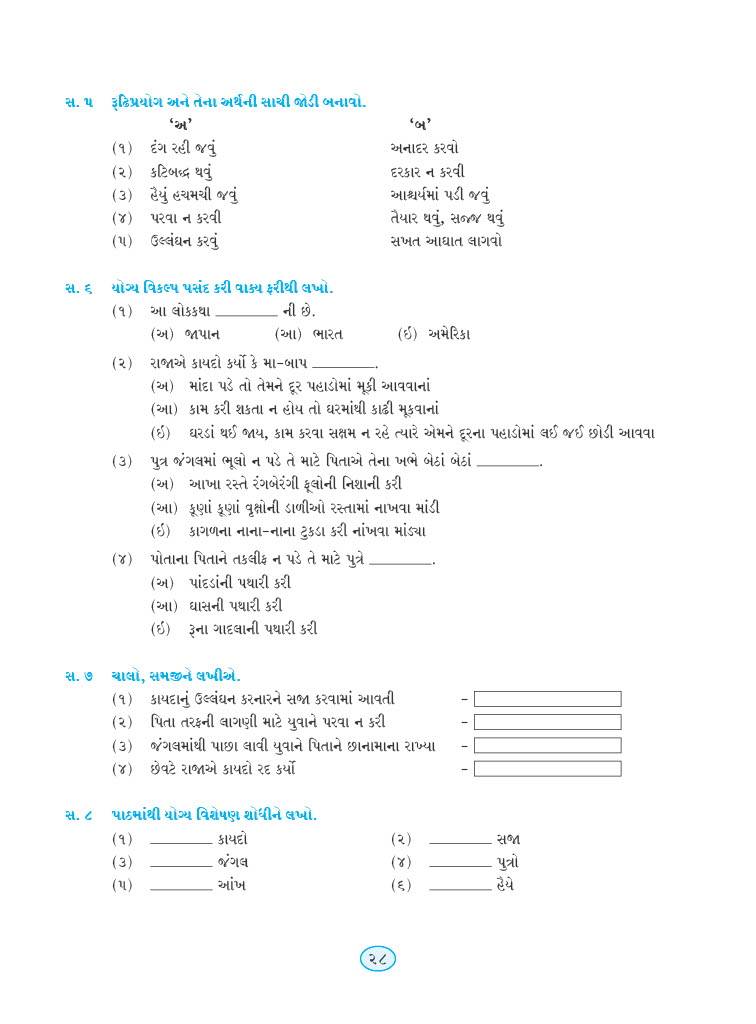 સ. ૫ રૂઢિપ્રયોગ અને તેના અર્થની સાચી જોડી બનાવો.
‘અ’ ‘બ’
(૧) દંગ રહી જવું અનાદર કરવો
(૨) કટિબદ્ધ થવું દરકાર ન કરવી
(૩) હૈયું હચમચી જવું આશ્ચર્યમાં પડી જવું
(૪) પરવા ન કરવી તૈયાર થવું, સજ્જ થવું
(૫) ઉલ્લંઘન કરવું સખત આઘાત લાગવો
સ. ૬ યોગ્ય વિકલ્પ પસંદ કરી વાક્ય ફરીથી લખો.
(૧) આ લોકકથા ________ ની છે.
(અ) જાપાન (આ) ભારત (ઇ) અમેરિકા
(૨) રાજાએ કાયદો કર્યો કે મા-બાપ ________.
(અ) માંદા પડે તો તેમને દૂર પહાડોમાં મૂકી આવવાનાં
(આ) કામ કરી શકતા ન હોય તો ઘરમાંથી કાઢી મૂકવાનાં
(ઇ) ઘરડાં થઈ જાય, કામ કરવા સક્ષમ ન રહે ત્યારે એમને દૂરના પહાડોમાં લઈ જઈ છોડી આવવા
(૩) પુત્ર જંગલમાં ભૂલો ન પડે તે માટે પિતાએ તેના ખભે બેઠાં બેઠાં ________.
(અ) આખા રસ્તે રંગબેરંગી ફૂલોની નિશાની કરી
(આ) કૂણાં કૂણાં વૃક્ષોની ડાળીઓ રસ્તામાં નાખવા માંડી
(ઇ) કાગળના નાના-નાના ટુકડા કરી નાંખવા માંડ્યા
(૪) પોતાના પિતાને તકલીફ ન પડે તે માટે પુત્રે ________.
(અ) પાંદડાંની પથારી કરી
(આ) ઘાસની પથારી કરી
(ઇ) રૂના ગાદલાની પથારી કરી
સ. ૭ ચાલો, સમજીને લખીએ.
(૧) કાયદાનું ઉલ્લંઘન કરનારને સજા કરવામાં આવતી –
(૨) પિતા તરફની લાગણી માટે યુવાને પરવા ન કરી –
(૩) જંગલમાંથી પાછા લાવી યુવાને પિતાને છાનામાના રાખ્યા –
(૪) છેવટે રાજાએ કાયદો રદ કર્યો –
સ. ૮ પાઠમાંથી યોગ્ય વિશેષણ શોધીને લખો.
(૧) ________ કાયદો (૨) ________ સજા
(૩) ________ જંગલ (૪) ________ પુત્રો
(૫) ________ આંખ (૬) ________ હૈયે
૨૮